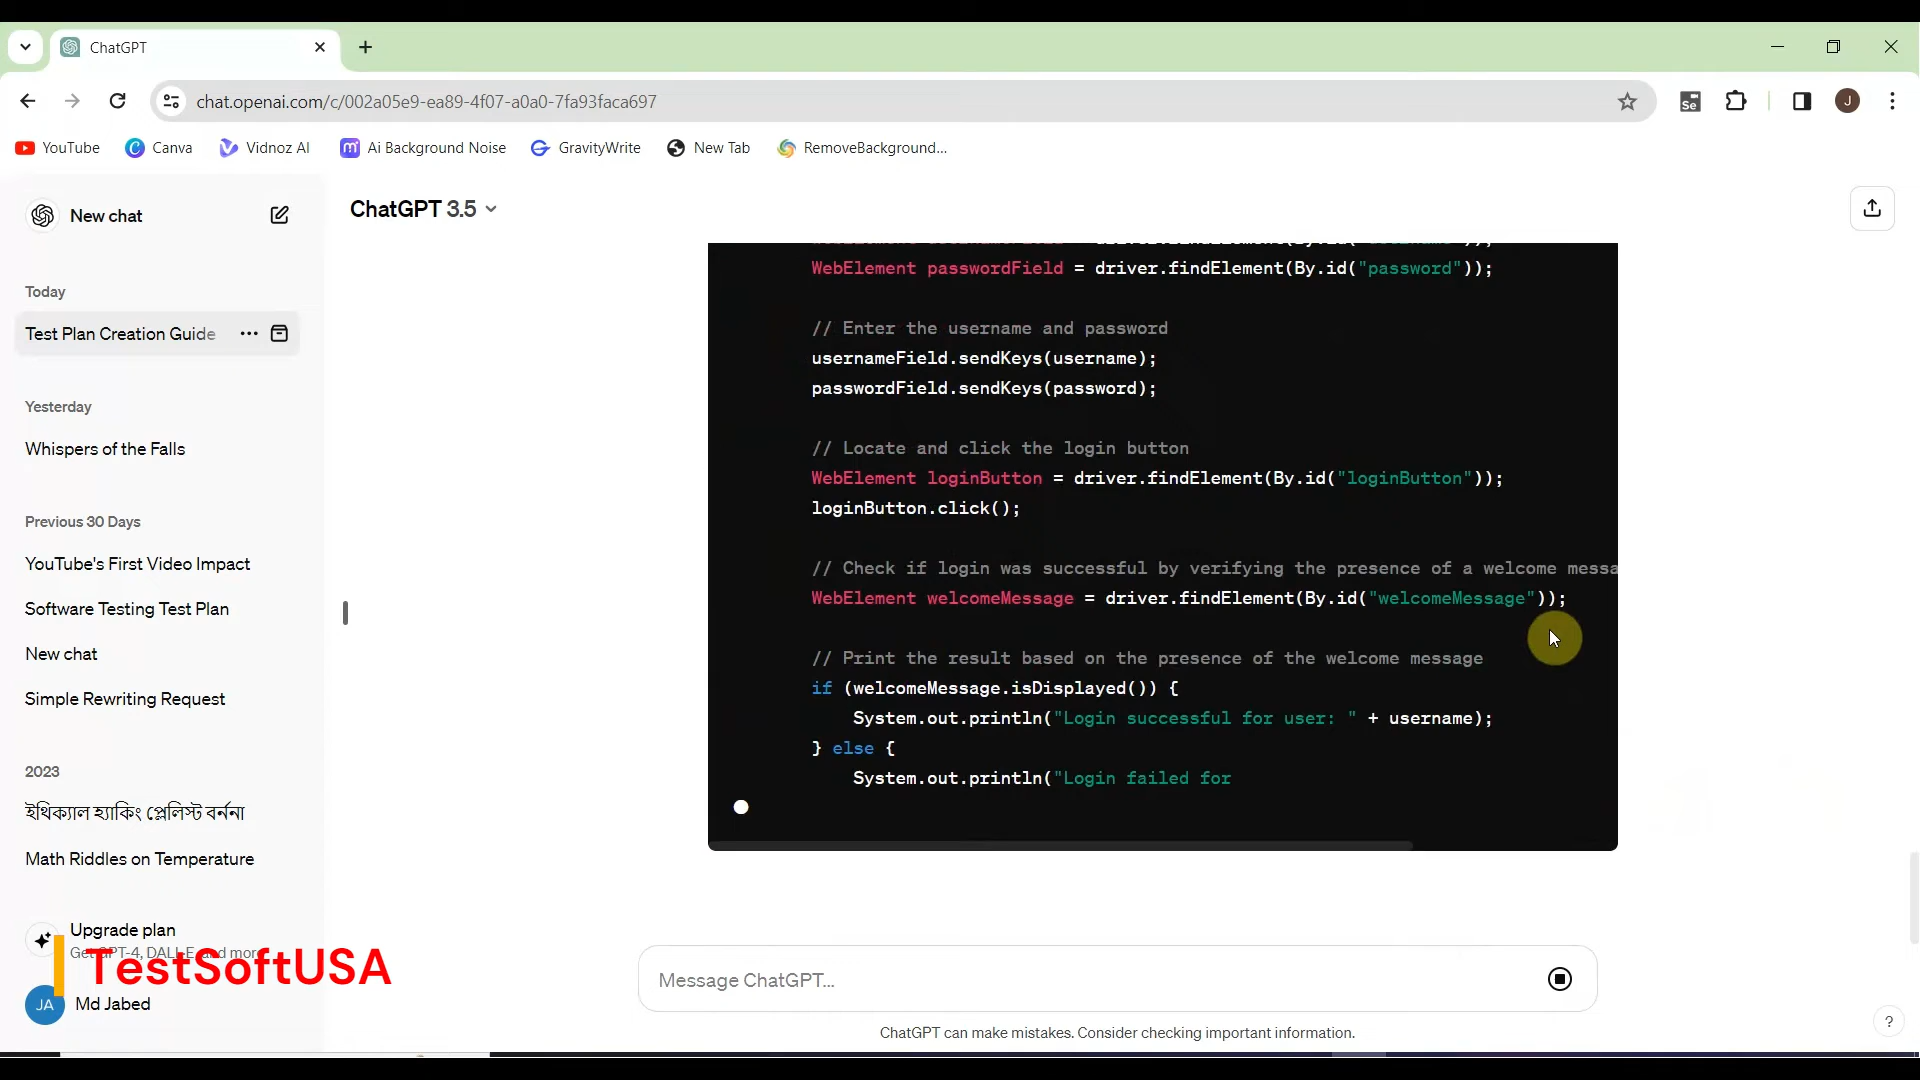 ChatGPT
chat.openai.com/c/002a05e9-ea89-4f07-a0a0-7fa93faca697
Se
J
YouTube
Canva
Vidnoz AI
Ai Background Noise
GravityWrite
New Tab
RemoveBackground...
New chat
ChatGPT 3.5
Today
Test Plan Creation Guide
Yesterday
Whispers of the Falls
Previous 30 Days
YouTube's First Video Impact
Software Testing Test Plan
New chat
Simple Rewriting Request
2023
ইথিক্যাল হ্যাকিং প্লেলিস্ট বর্ননা
Math Riddles on Temperature
Upgrade plan
Get GPT-4, DALL·E, and more
TestSoftUSA
JA
Md Jabed
WebElement passwordField = driver.findElement(By.id("password"));
// Enter the username and password
usernameField.sendKeys(username);
passwordField.sendKeys(password);
// Locate and click the login button
WebElement loginButton = driver.findElement(By.id("loginButton"));
loginButton.click();
// Check if login was successful by verifying the presence of a welcome messa
WebElement welcomeMessage = driver.findElement(By.id("welcomeMessage"));
// Print the result based on the presence of the welcome message
if (welcomeMessage.isDisplayed()) {
System.out.println("Login successful for user: " + username);
} else {
System.out.println("Login failed for
Message ChatGPT...
ChatGPT can make mistakes. Consider checking important information.
?